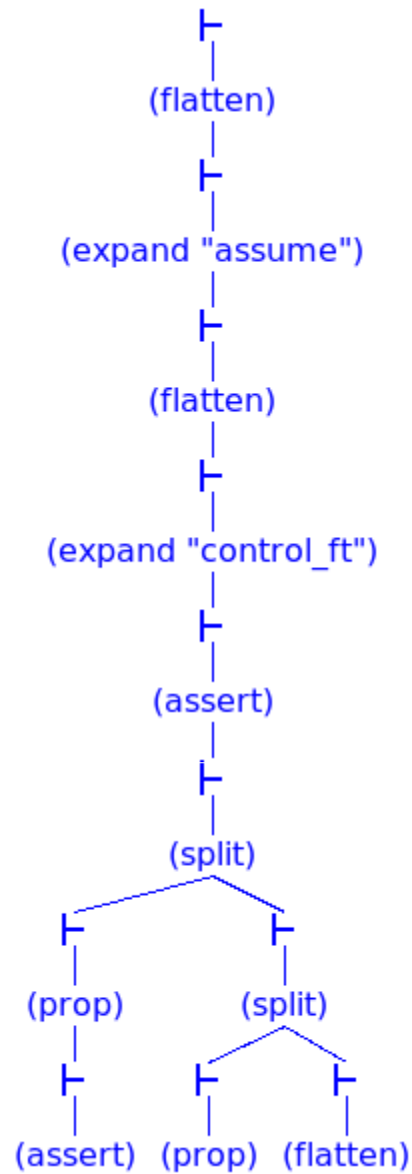 ⊢
(flatten)
⊢
(expand "assume")
⊢
(flatten)
⊢
(expand "control_ft")
⊢
(assert)
⊢
(split)
⊢ ⊢
(prop) (split)
⊢ ⊢ ⊢
(assert) (prop) (flatten)